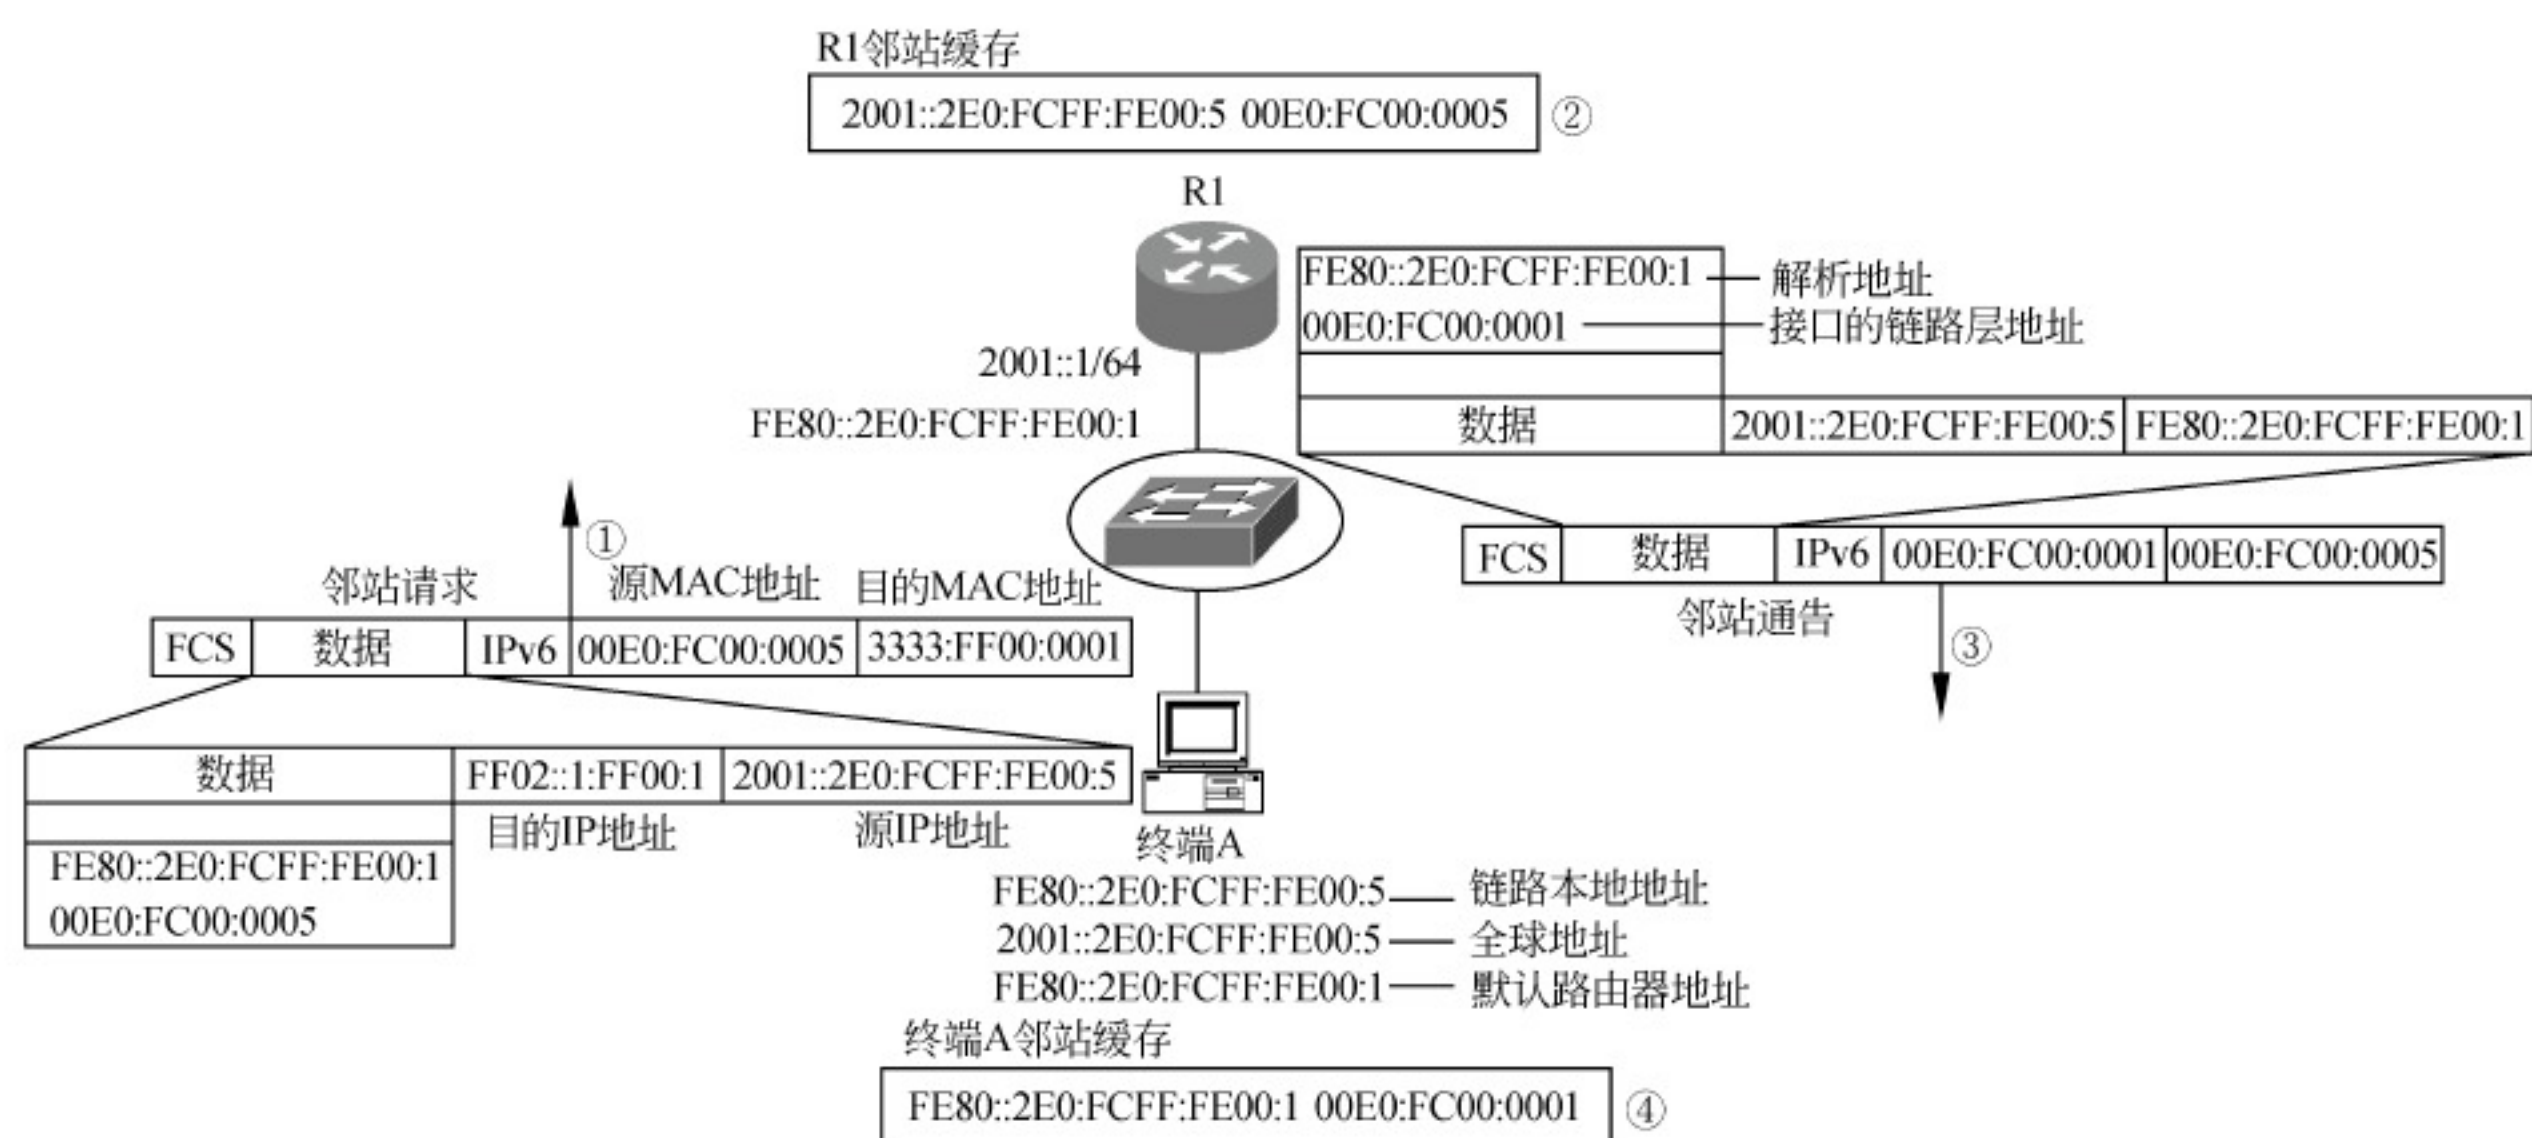 R1邻站缓存
2001::2E0:FCFF:FE00:5 00E0:FC00:0005 ②
R1
FE80::2E0:FCFF:FE00:1 解析地址
00E0:FC00:0001 接口的链路层地址
2001::1/64
FE80::2E0:FCFF:FE00:1
数据 2001::2E0:FCFF:FE00:5 FE80::2E0:FCFF:FE00:1
FCS 数据 IPv6 00E0:FC00:0001 00E0:FC00:0005
邻站通告
③
①
邻站请求 源MAC地址 目的MAC地址
FCS 数据 IPv6 00E0:FC00:0005 3333:FF00:0001
数据 FF02::1:FF00:1 2001::2E0:FCFF:FE00:5
目的IP地址 源IP地址
FE80::2E0:FCFF:FE00:1
00E0:FC00:0005
终端A
FE80::2E0:FCFF:FE00:5 链路本地地址
2001::2E0:FCFF:FE00:5 全球地址
FE80::2E0:FCFF:FE00:1 默认路由器地址
终端A邻站缓存
FE80::2E0:FCFF:FE00:1 00E0:FC00:0001 ④